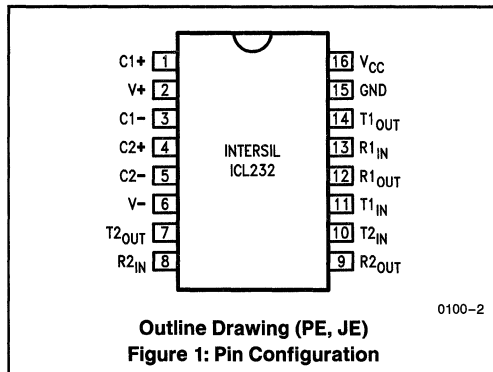 C1+ 1 16 VCC
V+ 2 15 GND
C1- 3 14 T1OUT
C2+ 4 13 R1IN
C2- 5 12 R1OUT
V- 6 11 T1IN
T2OUT 7 10 T2IN
R2IN 8 9 R2OUT
INTERSIL
ICL232
0100-2
Outline Drawing (PE, JE)
Figure 1: Pin Configuration